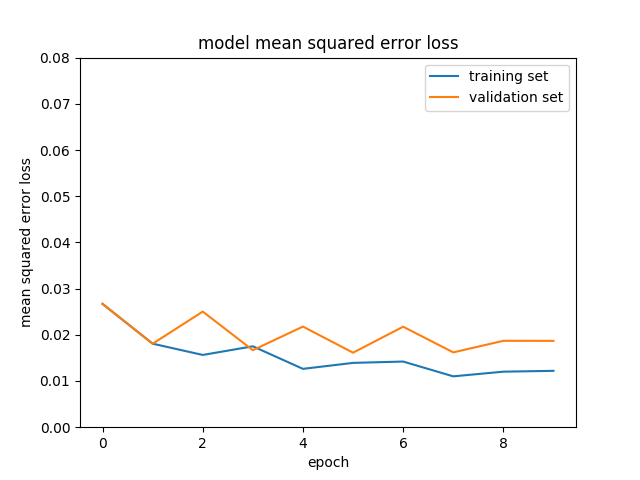 model mean squared error loss
0.08
0.07
0.06
0.05
0.04
0.03
0.02
0.01
0.00
mean squared error loss
training set
validation set
0 2 4 6 8
epoch